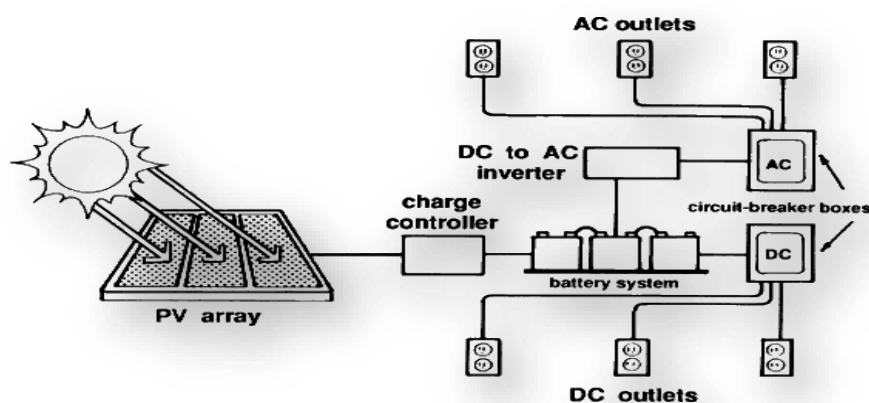 AC outlets
DC to AC
inverter
AC
charge
controller
circuit-breaker boxes
DC
battery system
PV array
DC outlets